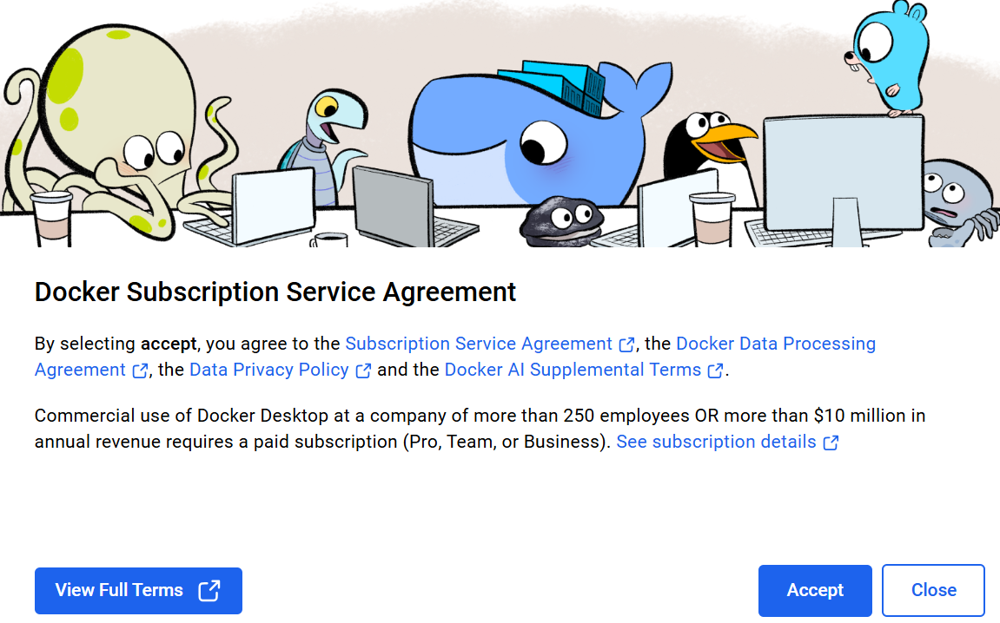 Docker Subscription Service Agreement
By selecting accept, you agree to the Subscription Service Agreement, the Docker Data Processing
Agreement, the Data Privacy Policy and the Docker AI Supplemental Terms.
Commercial use of Docker Desktop at a company of more than 250 employees OR more than $10 million in
annual revenue requires a paid subscription (Pro, Team, or Business). See subscription details
View Full Terms
Accept
Close